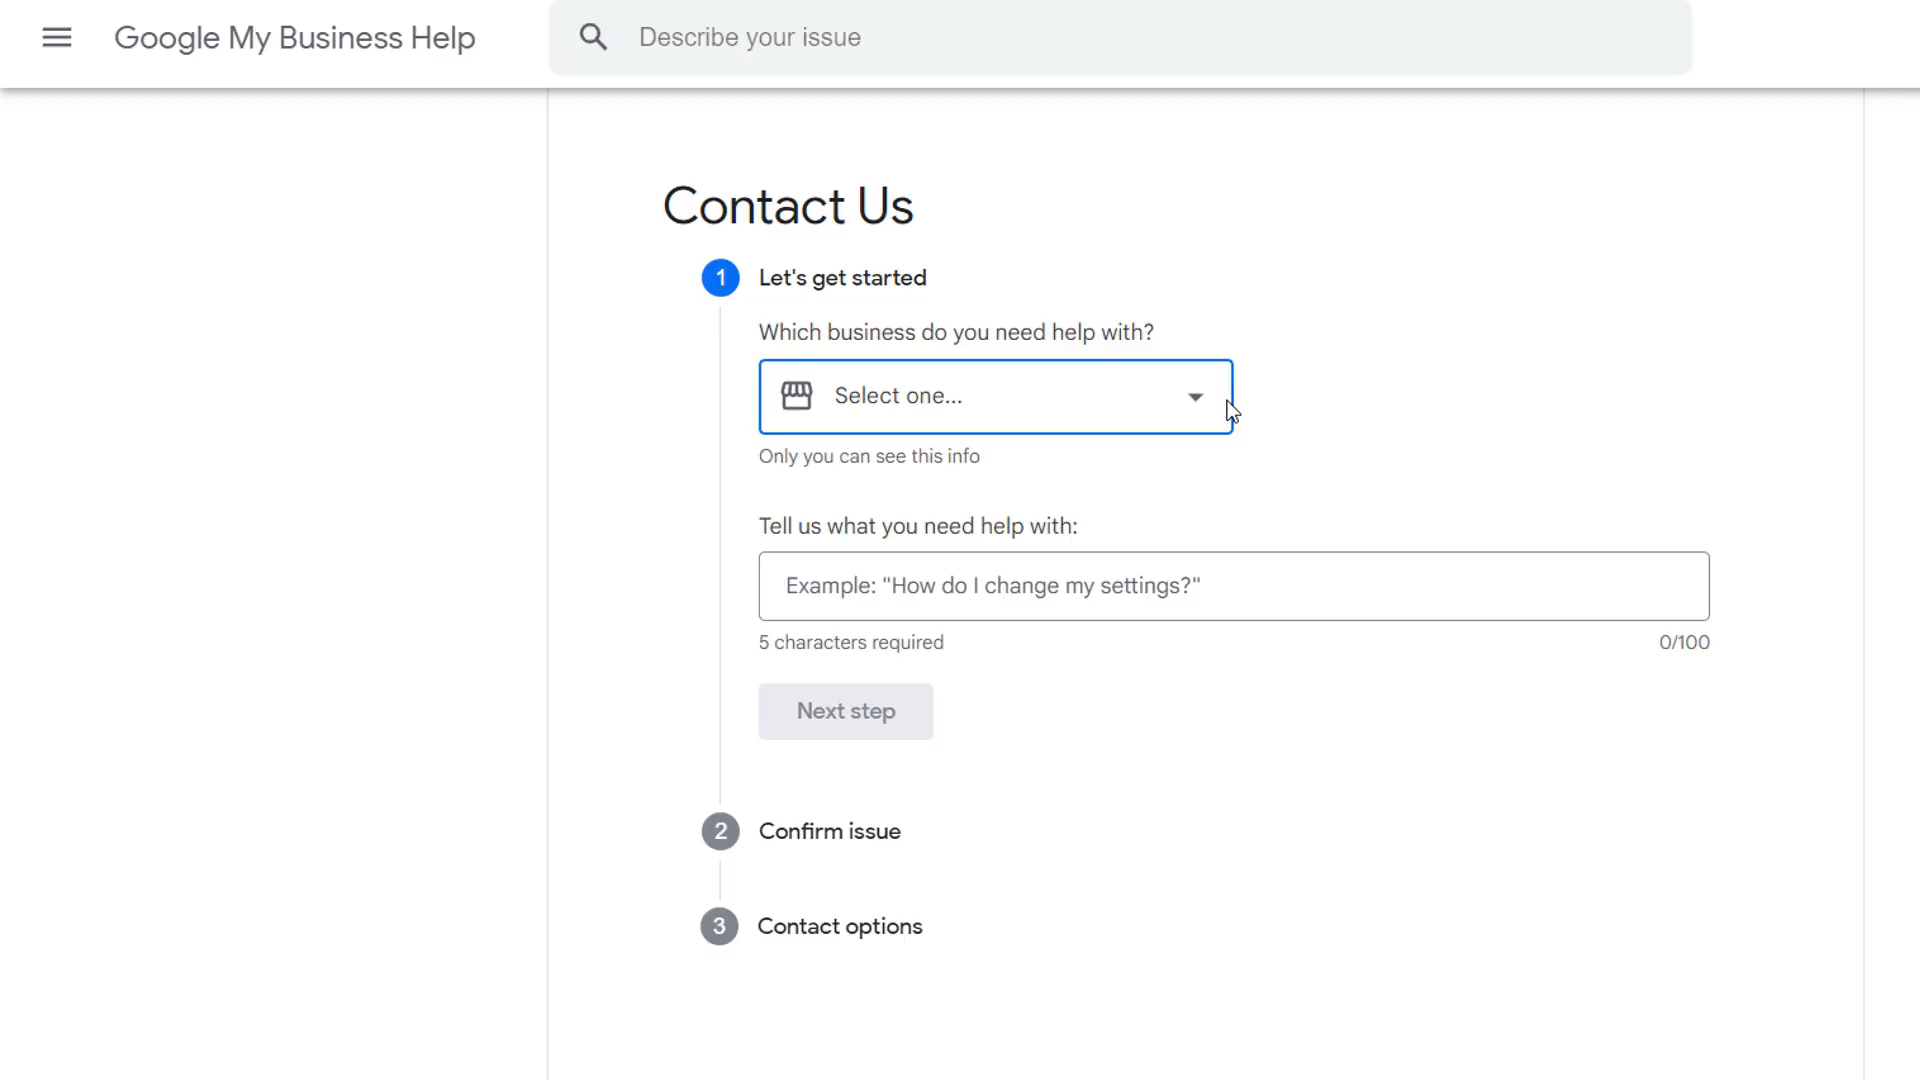 Google My Business Help
Describe your issue
Contact Us
1 Let's get started
Which business do you need help with?
Select one...
Only you can see this info
Tell us what you need help with:
Example: "How do I change my settings?"
5 characters required 0/100
Next step
2 Confirm issue
3 Contact options